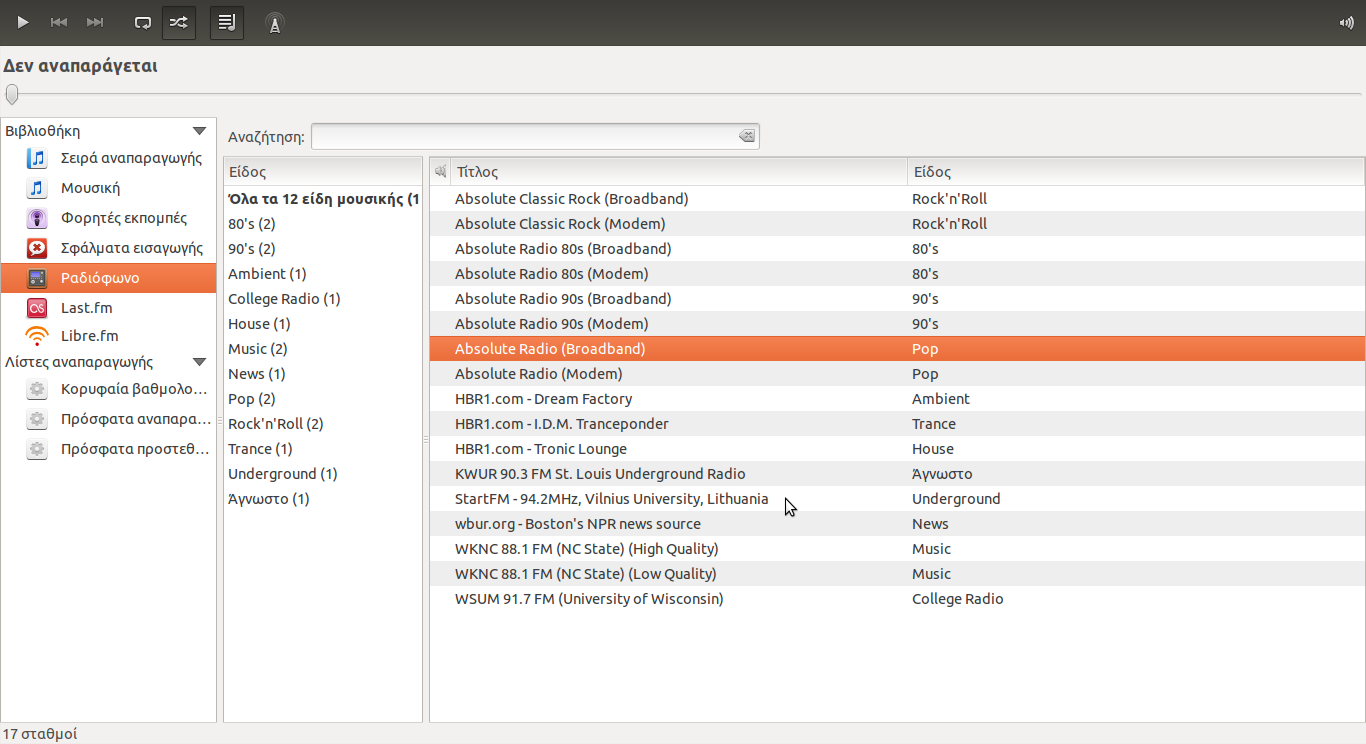 Δεν αναπαράγεται
Βιβλιοθήκη
Σειρά αναπαραγωγής
Μουσική
Φορητές εκπομπές
Σφάλματα εισαγωγής
Ραδιόφωνο
Last.fm
Libre.fm
Λίστες αναπαραγωγής
Κορυφαία βαθμολο...
Πρόσφατα αναπαρα...
Πρόσφατα προστεθ...
Αναζήτηση:
Είδος
Όλα τα 12 είδη μουσικής (1
80's (2)
90's (2)
Ambient (1)
College Radio (1)
House (1)
Music (2)
News (1)
Pop (2)
Rock'n'Roll (2)
Trance (1)
Underground (1)
Άγνωστο (1)
Τίτλος Είδος
Absolute Classic Rock (Broadband) Rock'n'Roll
Absolute Classic Rock (Modem) Rock'n'Roll
Absolute Radio 80s (Broadband) 80's
Absolute Radio 80s (Modem) 80's
Absolute Radio 90s (Broadband) 90's
Absolute Radio 90s (Modem) 90's
Absolute Radio (Broadband) Pop
Absolute Radio (Modem) Pop
HBR1.com - Dream Factory Ambient
HBR1.com - I.D.M. Tranceponder Trance
HBR1.com - Tronic Lounge House
KWUR 90.3 FM St. Louis Underground Radio Άγνωστο
StartFM - 94.2MHz, Vilnius University, Lithuania Underground
wbur.org - Boston's NPR news source News
WKNC 88.1 FM (NC State) (High Quality) Music
WKNC 88.1 FM (NC State) (Low Quality) Music
WSUM 91.7 FM (University of Wisconsin) College Radio
17 σταθμοί